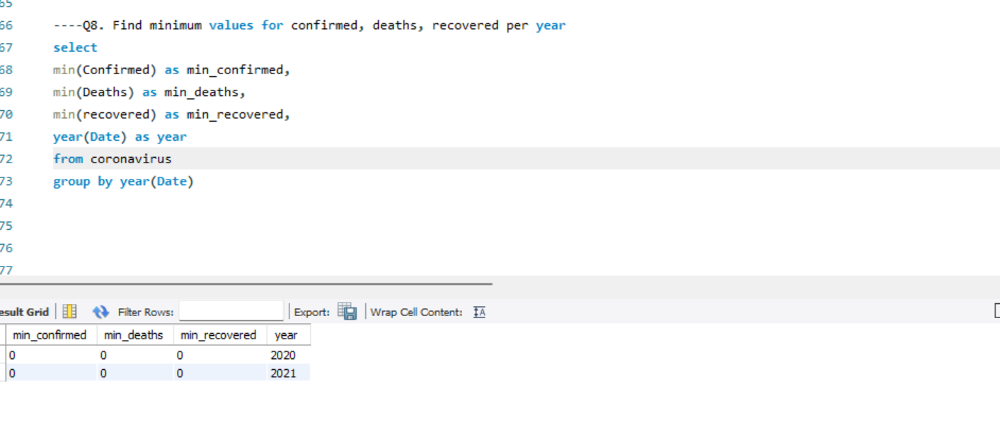 65
66 ----Q8. Find minimum values for confirmed, deaths, recovered per year
67 select
68 min(Confirmed) as min_confirmed,
69 min(Deaths) as min_deaths,
70 min(recovered) as min_recovered,
71 year(Date) as year
72 from coronavirus
73 group by year(Date)
74
75
76
77
esult Grid Filter Rows: Export: Wrap Cell Content: IA
min_confirmed min_deaths min_recovered year
0 0 0 2020
0 0 0 2021